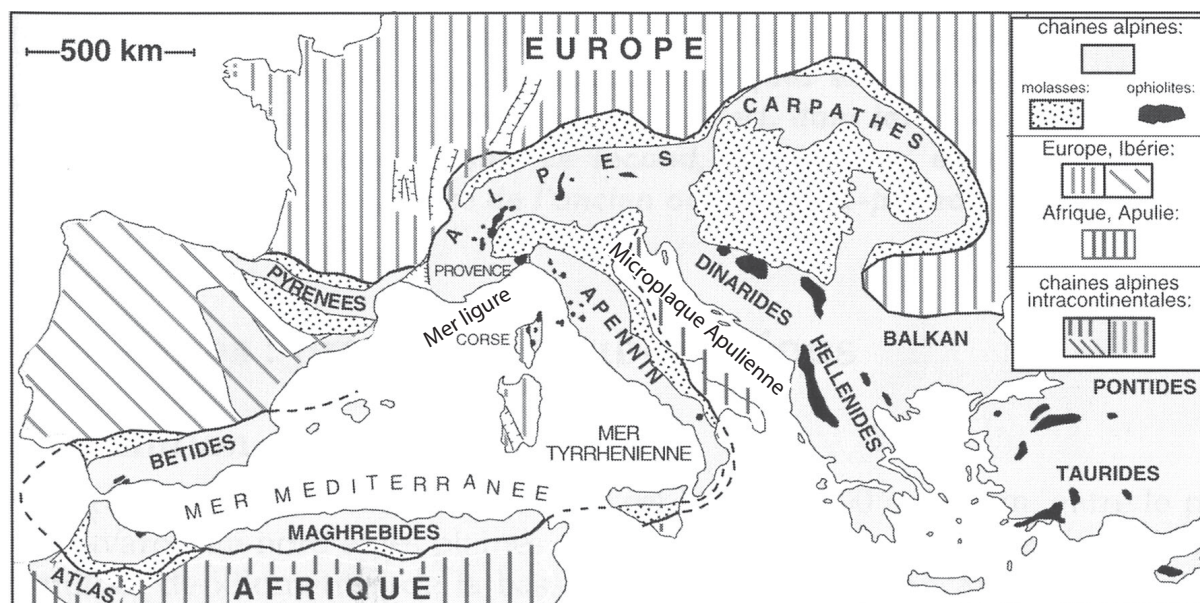 500 km
EUROPE
chaines alpines:
molasses:
ophiolites:
Europe, Ibérie:
Afrique, Apulie:
chaines alpines
intracontinentales:
CARPATHES
ALPES
PROVENCE
PYRENEES
Mer ligure
CORSE
APENNIN
Microplaque Apulienne
DINARIDES
HELLENIDES
BALKAN
PONTIDES
TAURIDES
MER
TYRRHENIENNE
BETIDES
MER MEDITERRANEE
MAGHREBIDES
ATLAS
AFRIQUE